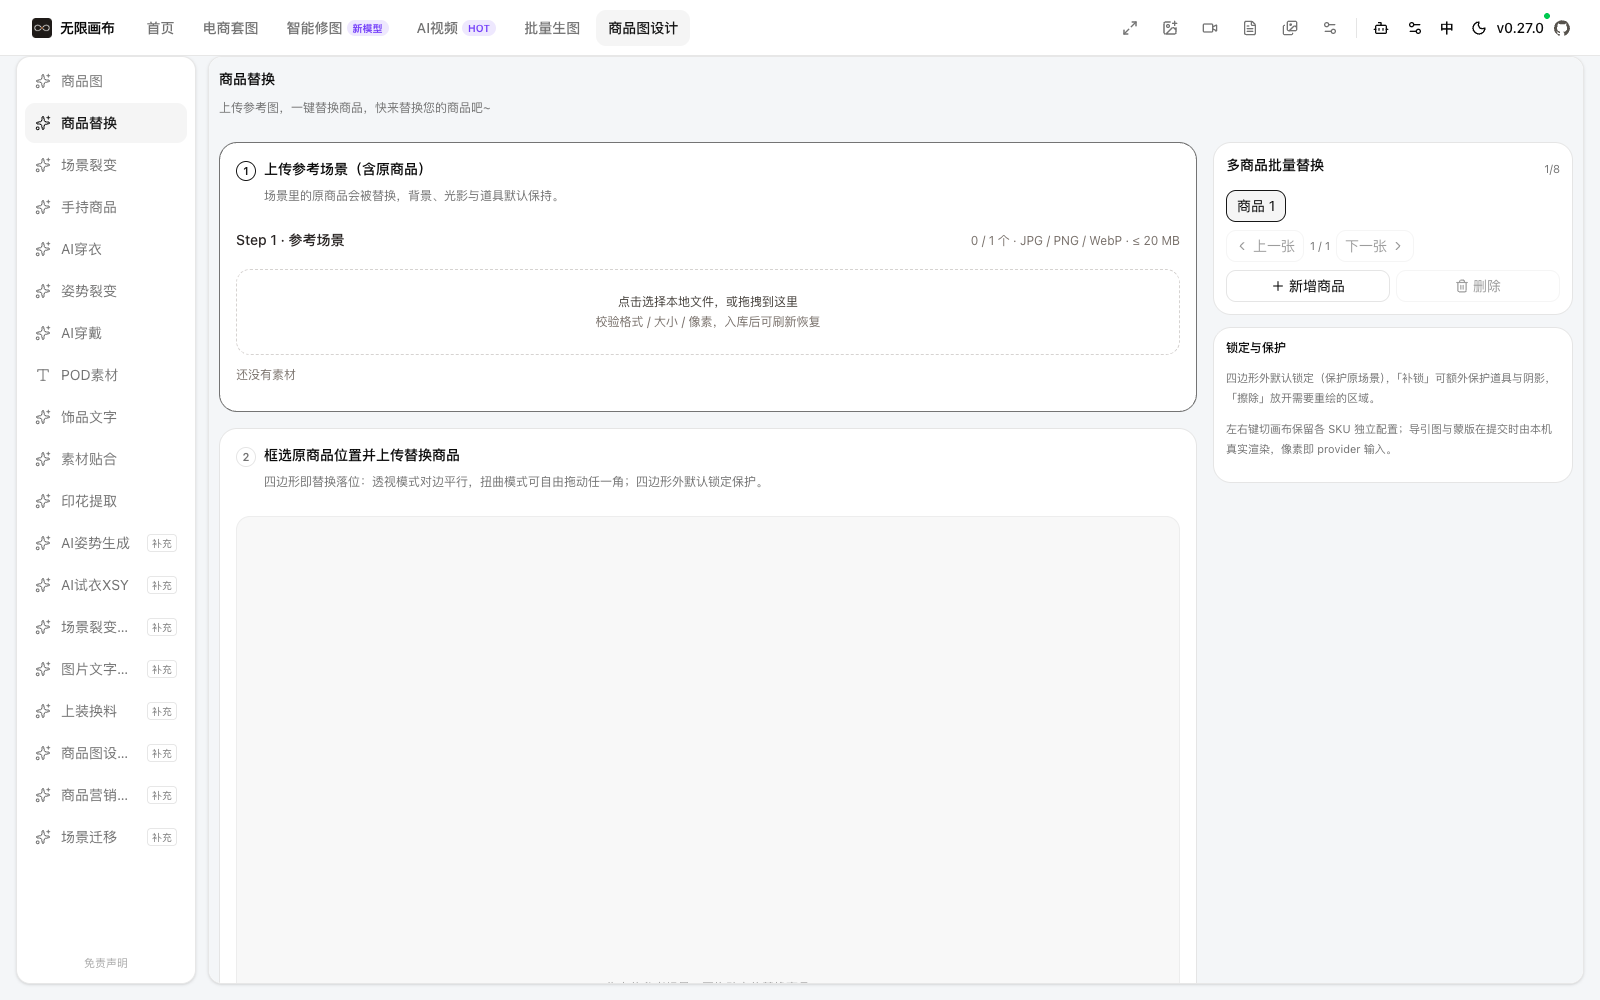 无限画布
首页
电商套图
智能修图 新模型
AI视频 HOT
批量生图
商品图设计
中
v0.27.0
商品图
商品替换
场景裂变
手持商品
AI穿衣
姿势裂变
AI穿戴
POD素材
饰品文字
素材贴合
印花提取
AI姿势生成 补充
AI试衣XSY 补充
场景裂变... 补充
图片文字... 补充
上装换料 补充
商品图设... 补充
商品营销... 补充
场景迁移 补充
免责声明
商品替换
上传参考图，一键替换商品，快来替换您的商品吧~
1 上传参考场景（含原商品）
场景里的原商品会被替换，背景、光影与道具默认保持。
Step 1 · 参考场景
0 / 1 个 · JPG / PNG / WebP · ≤ 20 MB
点击选择本地文件，或拖拽到这里
校验格式 / 大小 / 像素，入库后可刷新恢复
还没有素材
2 框选原商品位置并上传替换商品
四边形即替换落位：透视模式对边平行，扭曲模式可自由拖动任一角；四边形外默认锁定保护。
多商品批量替换
1/8
商品 1
上一张 1 / 1 下一张
新增商品
删除
锁定与保护
四边形外默认锁定（保护原场景），「补锁」可额外保护道具与阴影，
「擦除」放开需要重绘的区域。
左右键切画布保留各 SKU 独立配置；导引图与蒙版在提交时由本机
真实渲染，像素即 provider 输入。